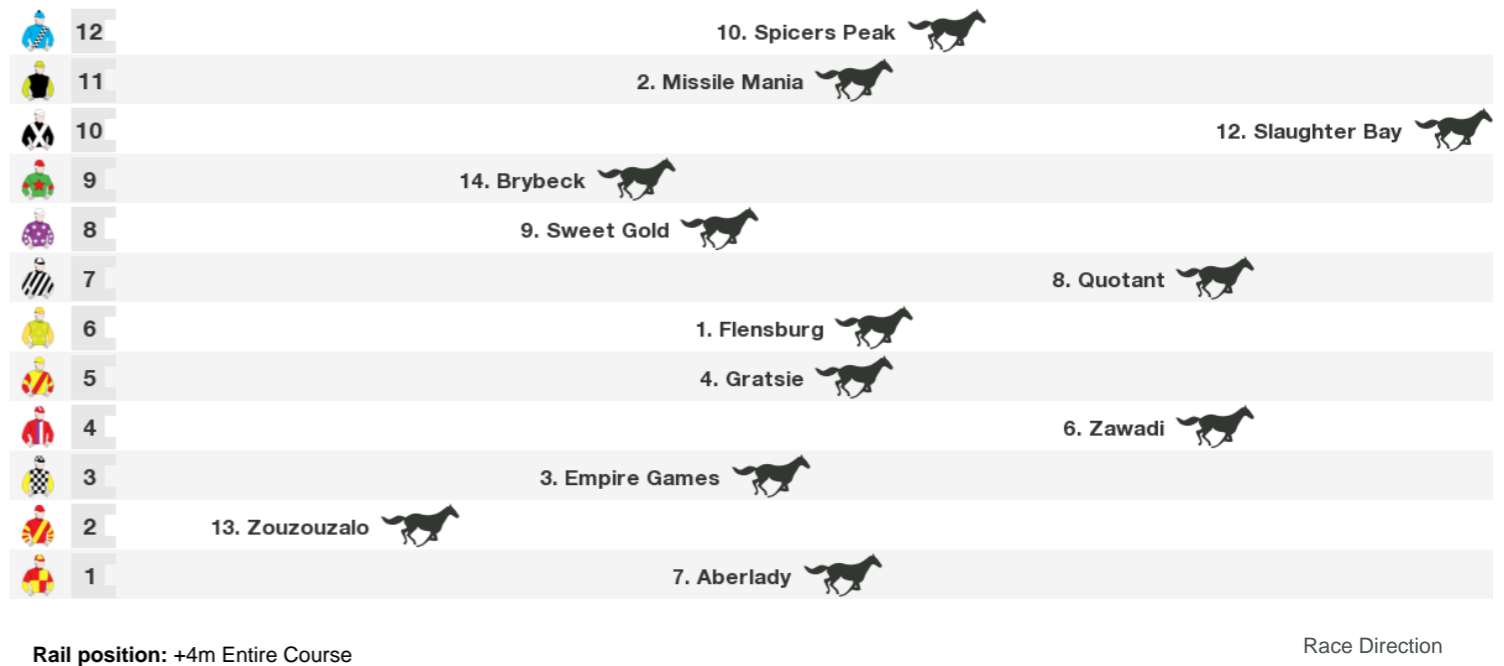 12 10. Spicers Peak
11 2. Missile Mania
10 12. Slaughter Bay
9 14. Brybeck
8 9. Sweet Gold
7 8. Quotant
6 1. Flensburg
5 4. Gratsie
4 6. Zawadi
3 3. Empire Games
2 13. Zouzouzalo
1 7. Aberlady
Rail position: +4m Entire Course Race Direction